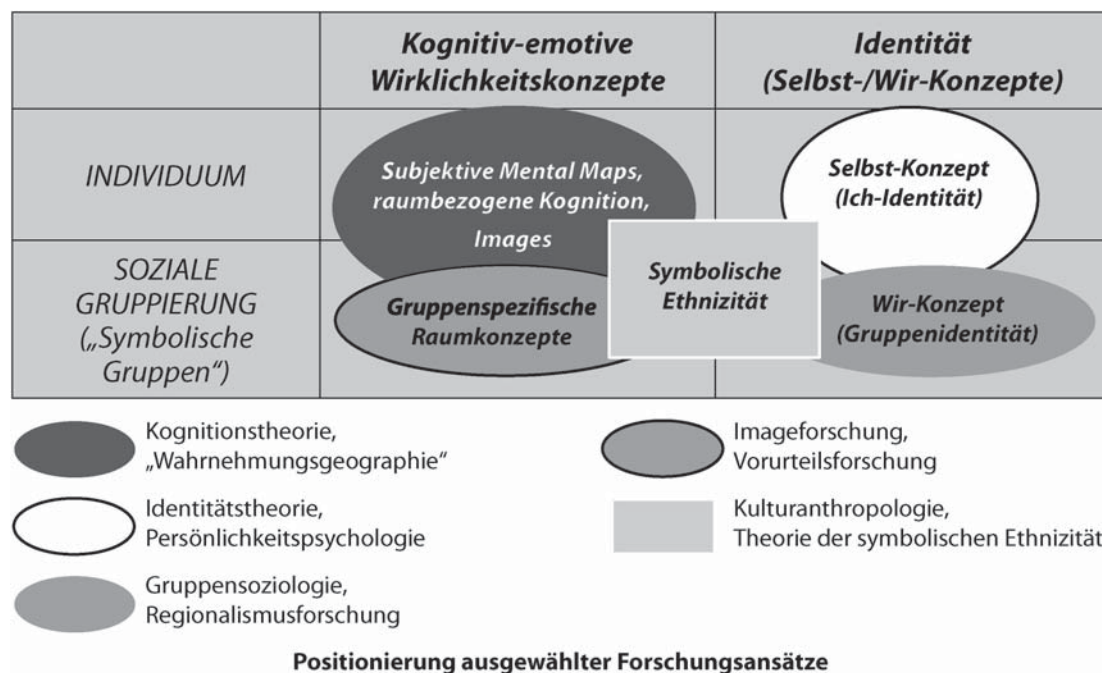 Kognitiv-emotive
Wirklichkeitskonzepte
Identität
(Selbst-/Wir-Konzepte)
INDIVIDUUM
Subjektive Mental Maps,
raumbezogene Kognition,
Images
Selbst-Konzept
(Ich-Identität)
SOZIALE
GRUPPIERUNG
(„Symbolische
Gruppen“)
Gruppenspezifische
Raumkonzepte
Symbolische
Ethnizität
Wir-Konzept
(Gruppenidentität)
Kognitionstheorie,
„Wahrnehmungsgeographie“
Identitätstheorie,
Persönlichkeitspsychologie
Gruppensoziologie,
Regionalismusforschung
Imageforschung,
Vorurteilsforschung
Kulturanthropologie,
Theorie der symbolischen Ethnizität
Positionierung ausgewählter Forschungsansätze